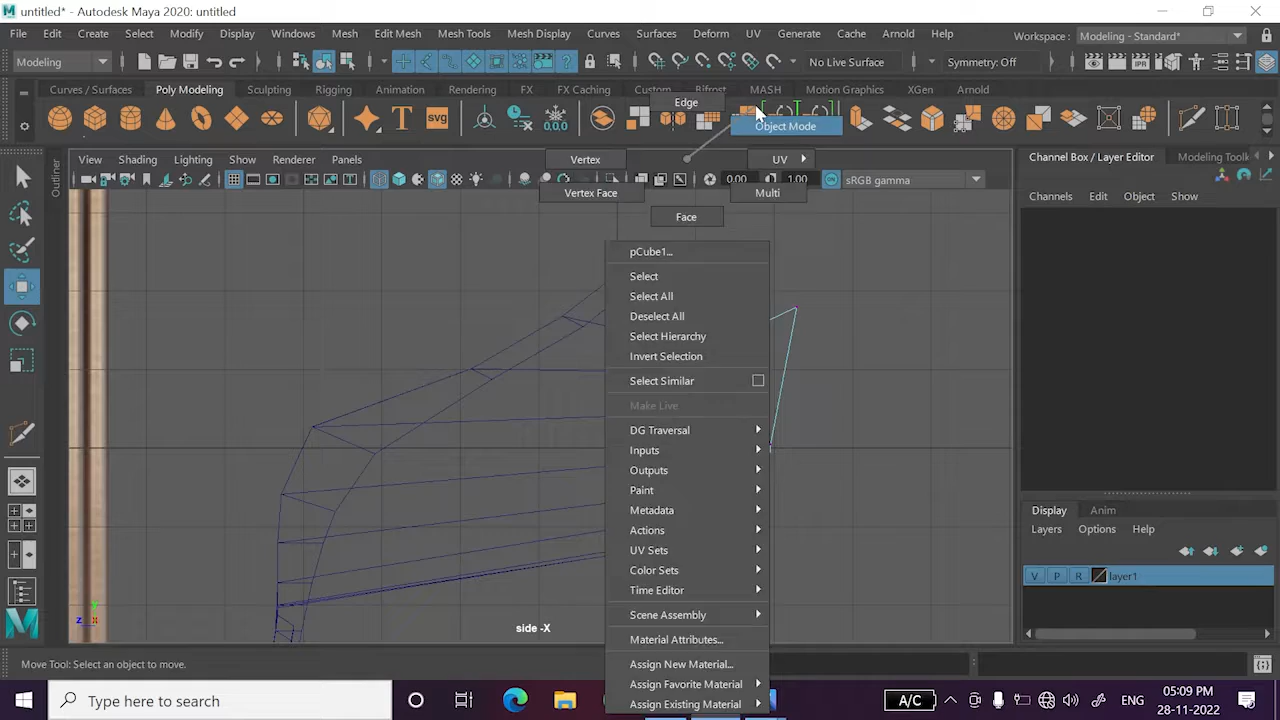 untitled* - Autodesk Maya 2020: untitled
File Edit Create Select Modify Display Windows Mesh Edit Mesh Mesh Tools Mesh Display Curves Surfaces Deform UV Generate Cache Arnold Help Workspace : Modeling - Standard*
Modeling No Live Surface Symmetry: Off
Curves / Surfaces Poly Modeling Sculpting Rigging Animation Rendering FX FX Caching Custom Bifrost MASH Motion Graphics XGen Arnold
Edge
svg 0,0,0
Object Mode
Outliner
View Shading Lighting Show Renderer Panels
Vertex
UV
Channel Box / Layer Editor Modeling Toolk
0.00 1.00 sRGB gamma
Vertex Face
Multi
Channels Edit Object Show
Face
pCube1...
Select
Select All
Deselect All
Select Hierarchy
Invert Selection
Select Similar
Make Live
DG Traversal
Inputs
Outputs
Paint
Metadata
Actions
UV Sets
Color Sets
Time Editor
Scene Assembly
Material Attributes...
Assign New Material...
Assign Favorite Material
Assign Existing Material
Display Anim
Layers Options Help
V P R layer1
y
z x
side -X
Move Tool: Select an object to move.
Type here to search
A/C ENG
05:09 PM
28-11-2022